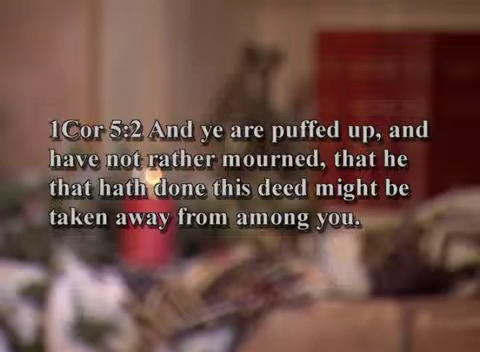 1Cor 5:2 And ye are puffed up, and
have not rather mourned, that he
that hath done this deed might be
taken away from among you.